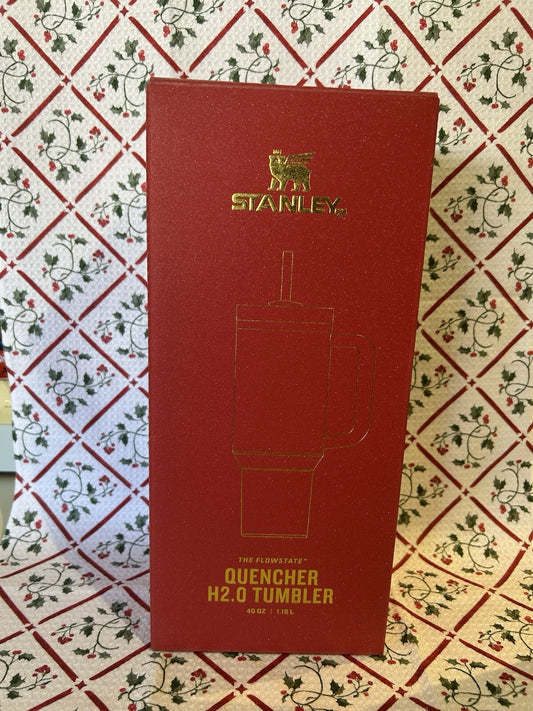 STANLEY
THE FLOWSTATE™
QUENCHER
H2.0 TUMBLER
40 OZ | 1.18 L